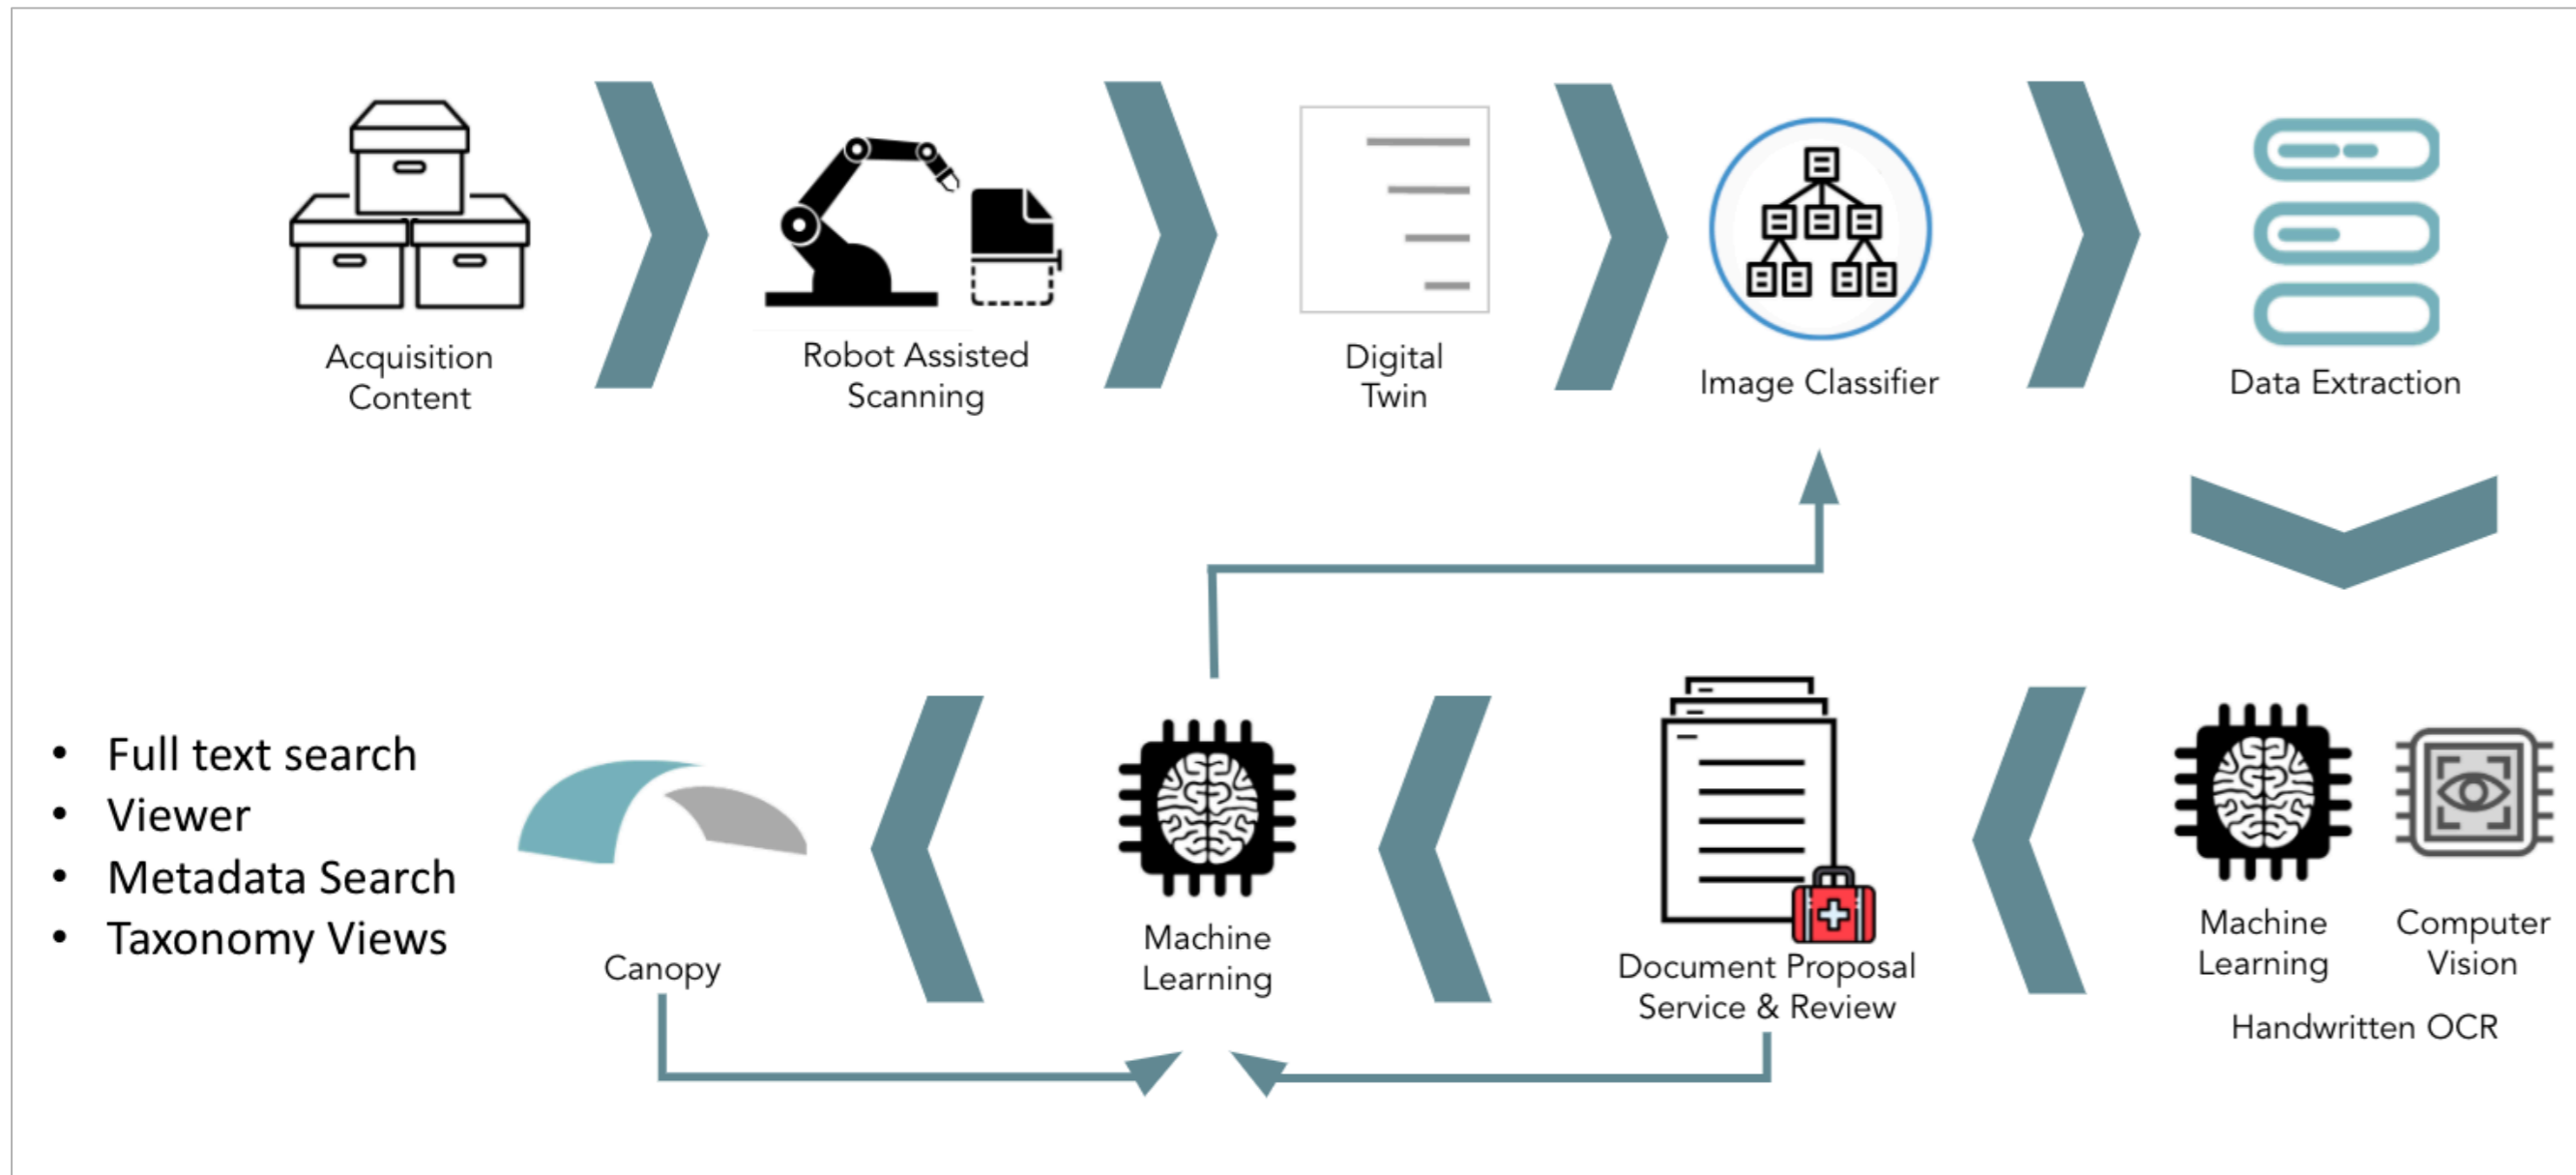 Acquisition
Content
Robot Assisted
Scanning
Digital
Twin
Image Classifier
Data Extraction
• Full text search
• Viewer
• Metadata Search
• Taxonomy Views
Canopy
Machine
Learning
Document Proposal
Service & Review
Machine
Learning
Computer
Vision
Handwritten OCR